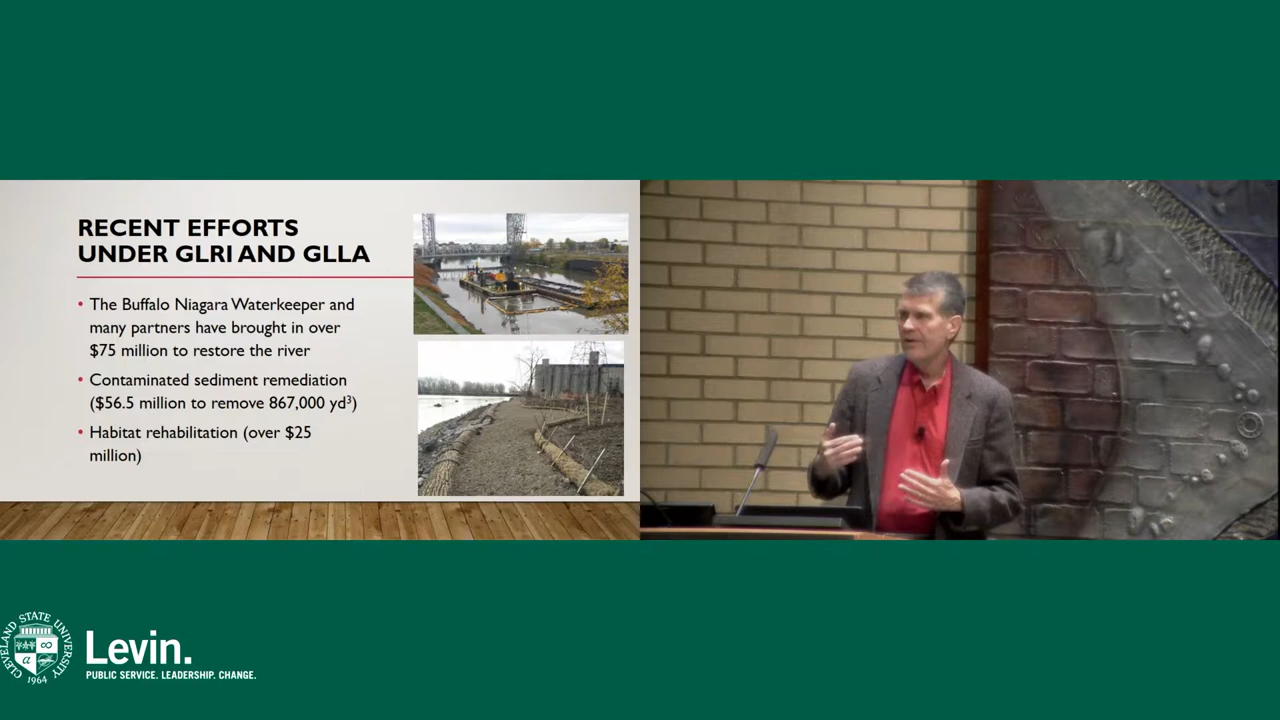 RECENT EFFORTS
UNDER GLRI AND GLLA
• The Buffalo Niagara Waterkeeper and
many partners have brought in over
$75 million to restore the river
• Contaminated sediment remediation
($56.5 million to remove 867,000 yd³)
• Habitat rehabilitation (over $25
million)
CLEVELAND STATE UNIVERSITY
1964
Levin.
PUBLIC SERVICE. LEADERSHIP. CHANGE.